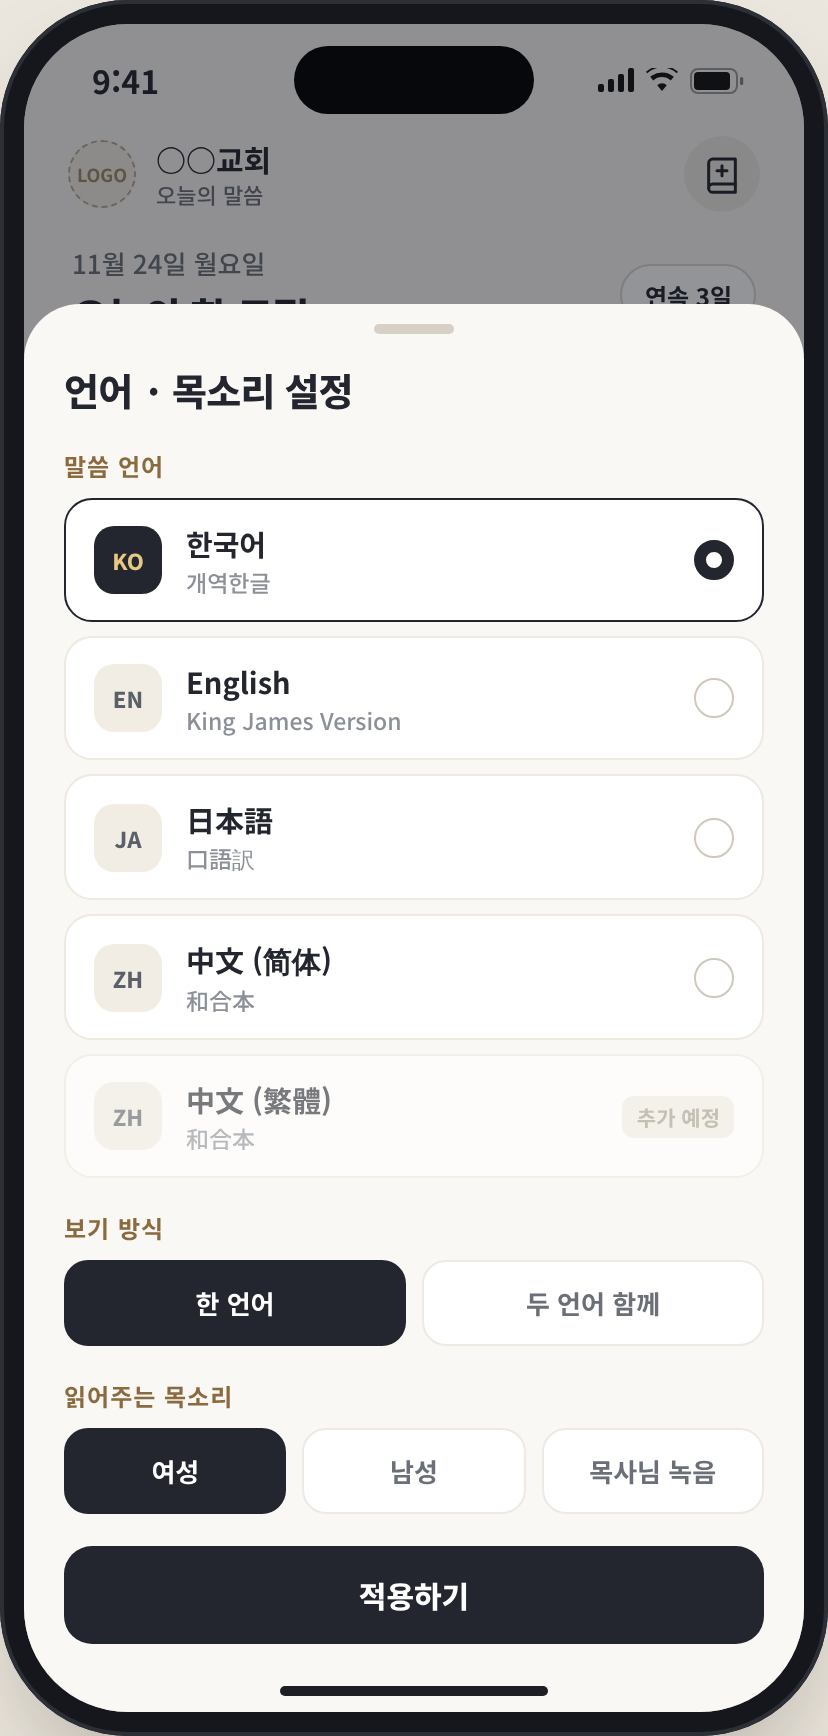 9:41
LOGO
○○교회
오늘의 말씀
11월 24일 월요일
연속 3일
언어 · 목소리 설정
말씀 언어
KO
한국어
개역한글
EN
English
King James Version
JA
日本語
口語訳
ZH
中文 (简体)
和合本
ZH
中文 (繁體)
和合本
추가 예정
보기 방식
한 언어
두 언어 함께
읽어주는 목소리
여성
남성
목사님 녹음
적용하기